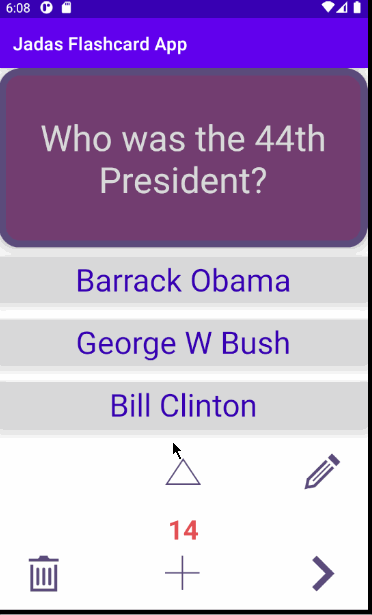 6:08
Jadas Flashcard App
Who was the 44th
President?
Barrack Obama
George W Bush
Bill Clinton
14